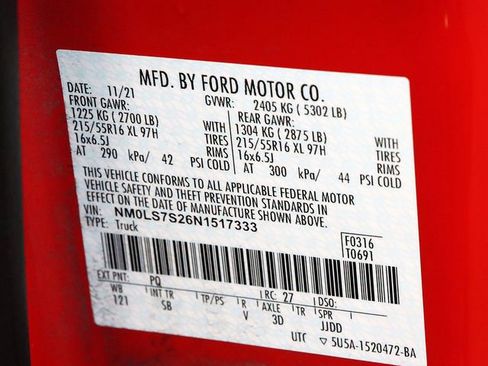 MFD. BY FORD MOTOR CO.
DATE: 11/21 GVWR: 2405 KG ( 5302 LB)
FRONT GAWR: REAR GAWR:
1225 KG ( 2700 LB) WITH 1304 KG ( 2875 LB) WITH
215/55R16 XL 97H TIRES 215/55R16 XL 97H TIRES
16x6.5J RIMS 16x6.5J RIMS
AT 290 kPa/ 42 PSI COLD AT 300 kPa/ 44 PSI COLD
THIS VEHICLE CONFORMS TO ALL APPLICABLE FEDERAL MOTOR
VEHICLE SAFETY AND THEFT PREVENTION STANDARDS IN
EFFECT ON THE DATE OF MANUFACTURE SHOWN ABOVE.
VIN: NM0LS7S26N1517333
TYPE: Truck
F0316
T0691
EXT PNT: PQ RC: 27 DSO:
WB INT TR TP/PS R AXLE TR SPR
121 SB V 3D JJDD
UTC ▽ 5U5A-1520472-BA